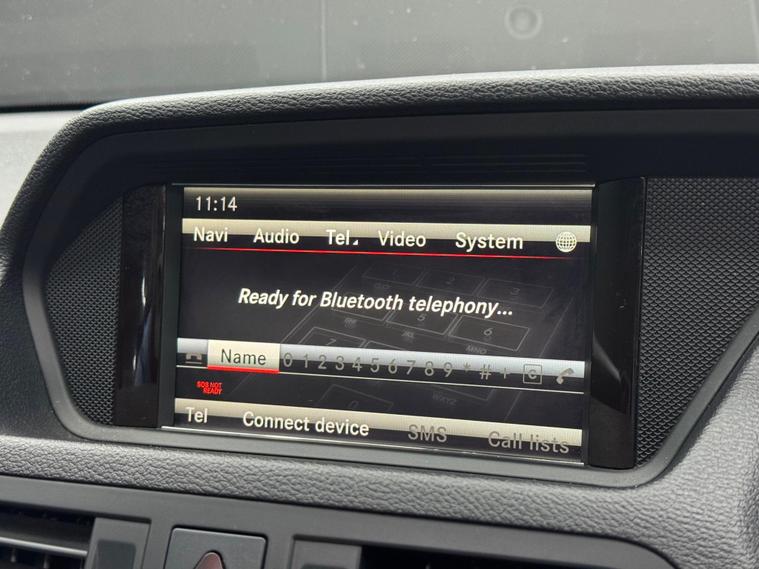 11:14
Navi Audio Tel Video System
Ready for Bluetooth telephony...
Name 0 1 2 3 4 5 6 7 8 9 * # + C
SOS NOT
READY
Tel Connect device SMS Call lists